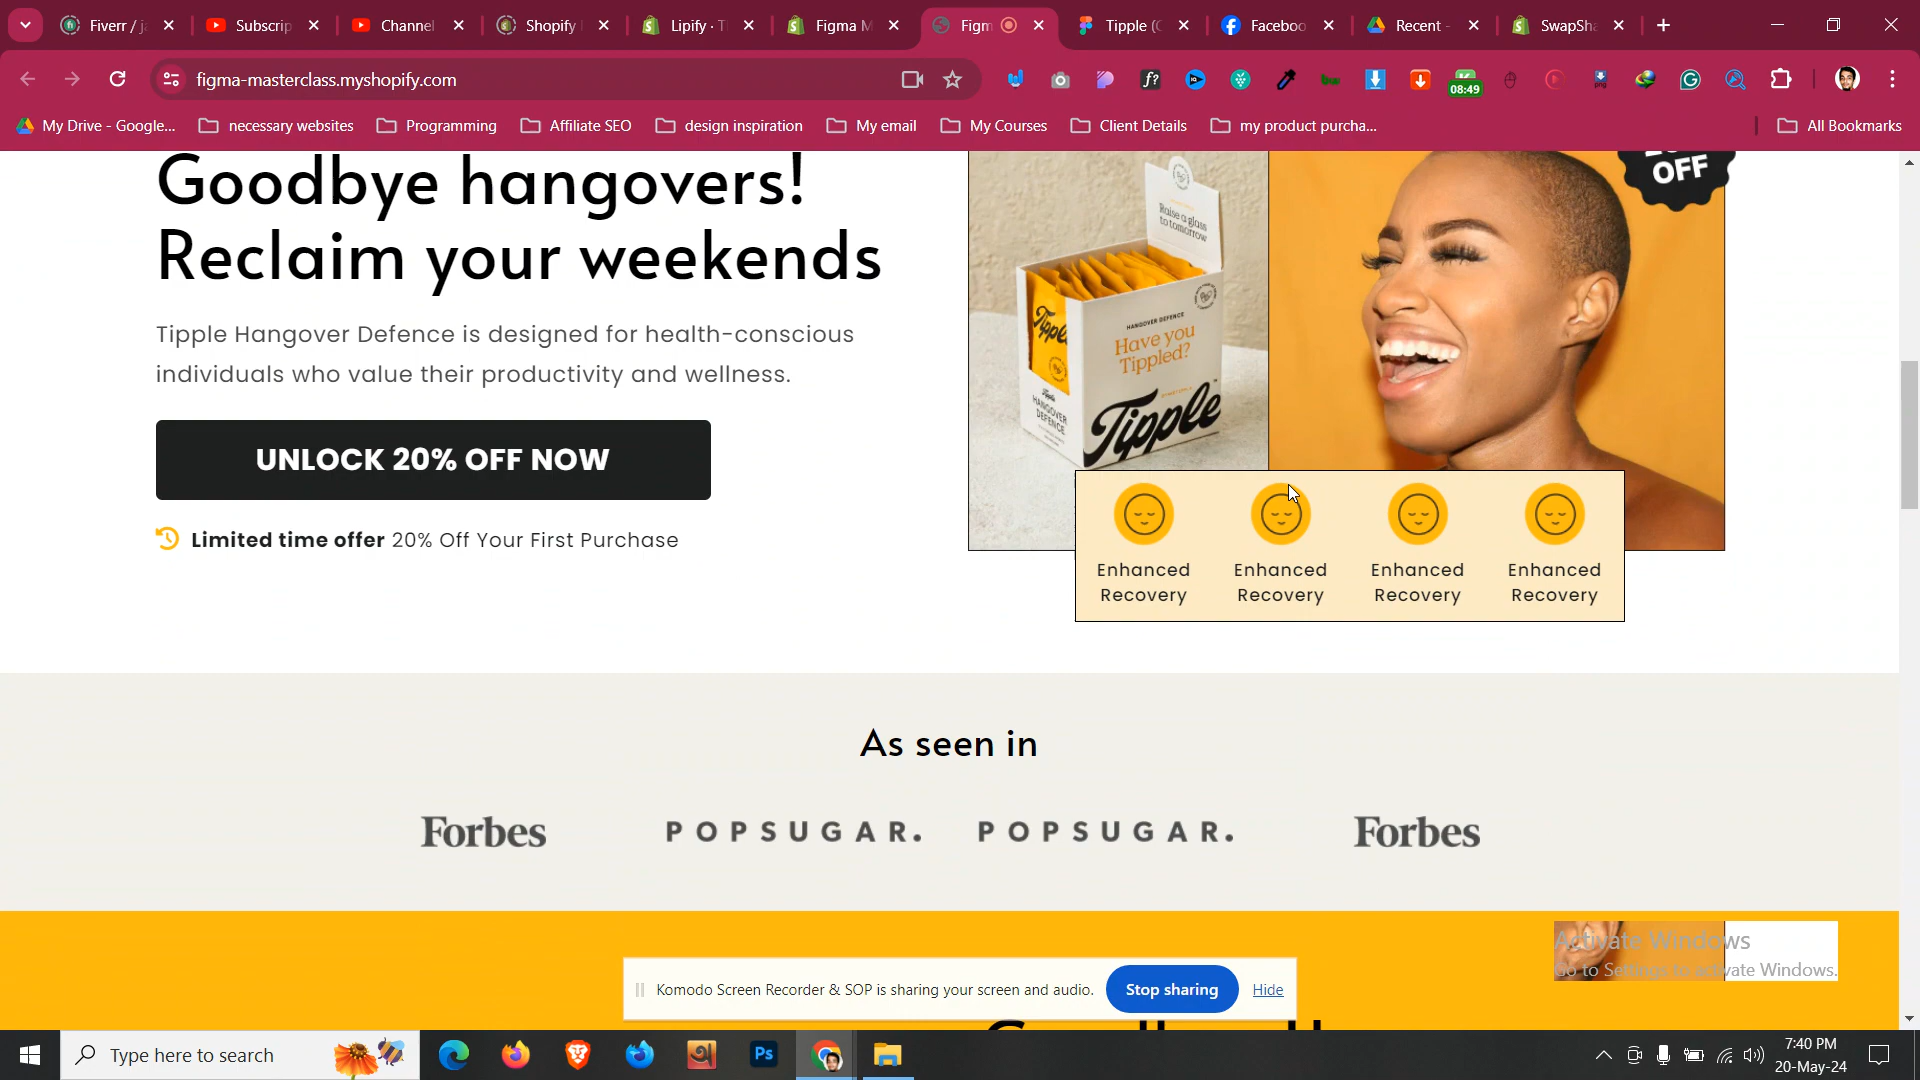 Fiverr / ja
Subscrip
Channel
Shopify
Lipify · T
Figma M
Figm
Tipple (C
Faceboo
Recent -
SwapSha
figma-masterclass.myshopify.com
08:49
My Drive - Google...
necessary websites
Programming
Affiliate SEO
design inspiration
My email
My Courses
Client Details
my product purcha...
All Bookmarks
Goodbye hangovers!
Reclaim your weekends
Tipple Hangover Defence is designed for health-conscious
individuals who value their productivity and wellness.
UNLOCK 20% OFF NOW
Limited time offer 20% Off Your First Purchase
OFF
Raise a glass
to tomorrow
HANGOVER DEFENCE
Have you
Tippled?
Tipple
HANGOVER
DEFENCE
Enhanced
Recovery
Enhanced
Recovery
Enhanced
Recovery
Enhanced
Recovery
As seen in
Forbes
POPSUGAR.
POPSUGAR.
Forbes
Activate Windows
Go to Settings to activate Windows.
Komodo Screen Recorder & SOP is sharing your screen and audio.
Stop sharing
Hide
Type here to search
Ps
7:40 PM
20-May-24